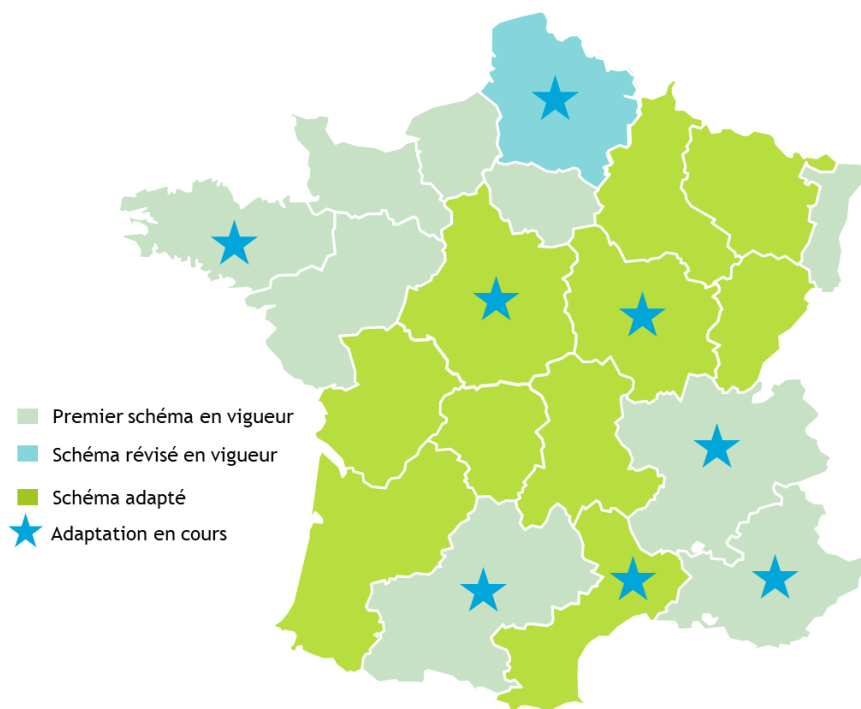 Premier schéma en vigueur
Schéma révisé en vigueur
Schéma adapté
Adaptation en cours